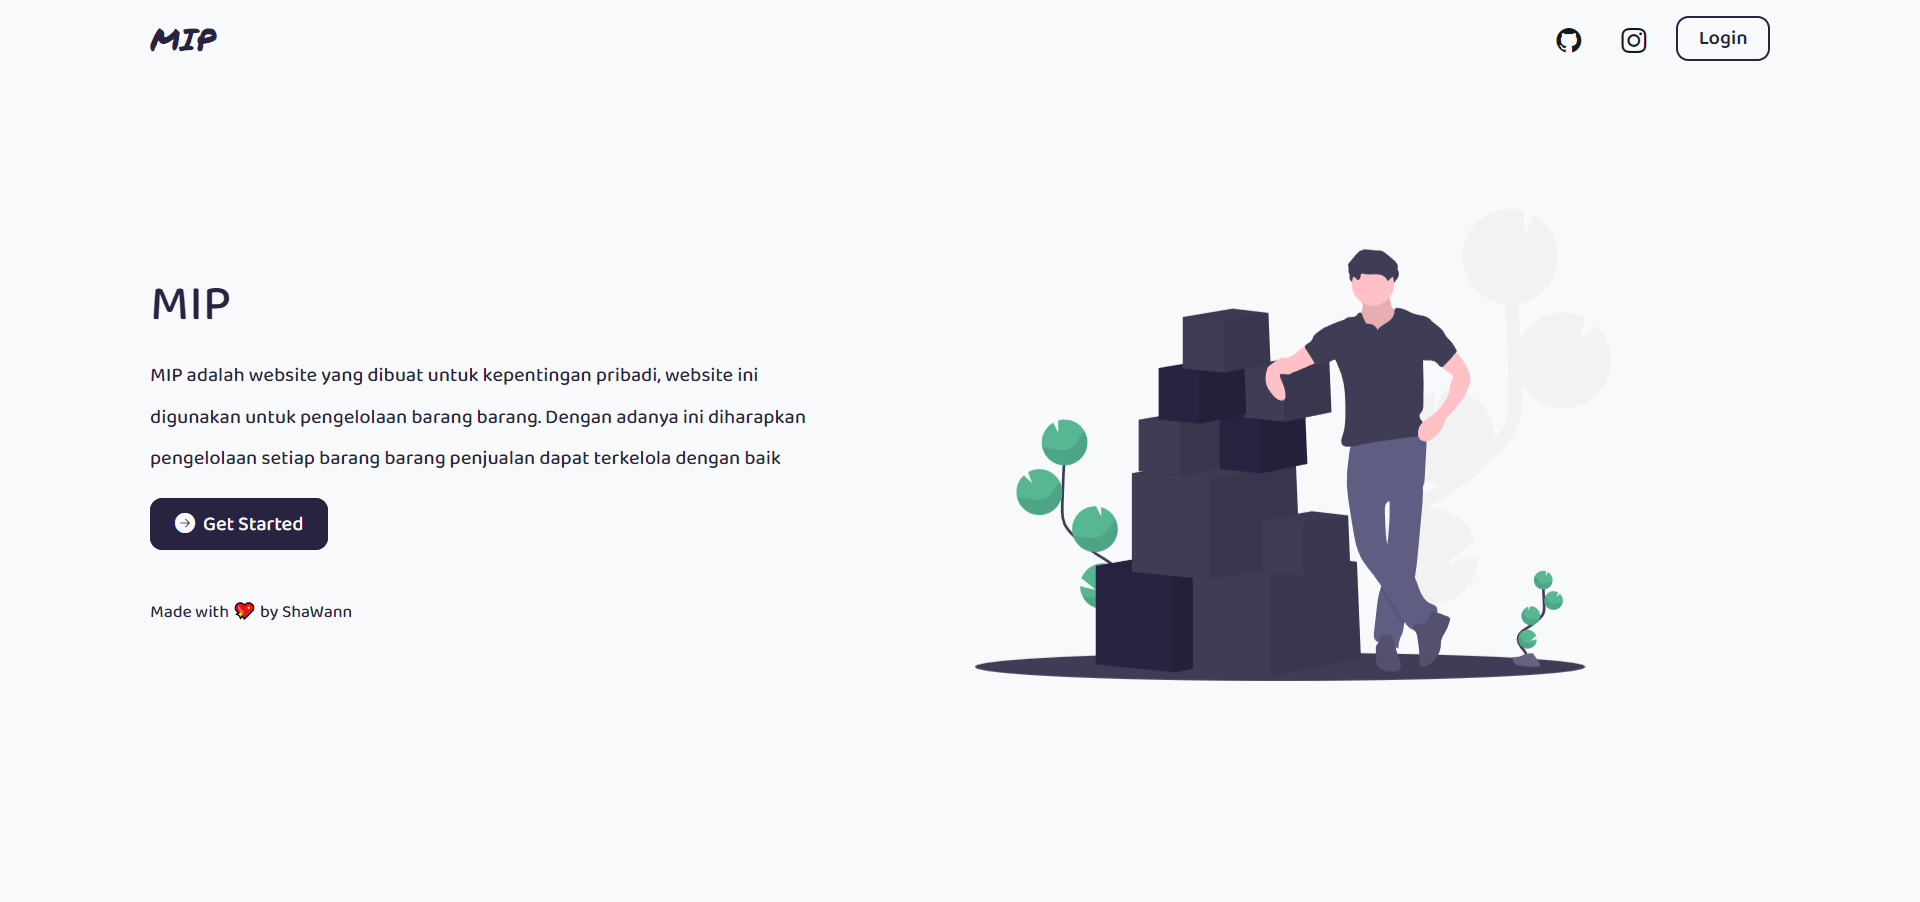 MIP
Login
MIP
MIP adalah website yang dibuat untuk kepentingan pribadi, website ini
digunakan untuk pengelolaan barang barang. Dengan adanya ini diharapkan
pengelolaan setiap barang barang penjualan dapat terkelola dengan baik
Get Started
Made with 💖 by ShaWann